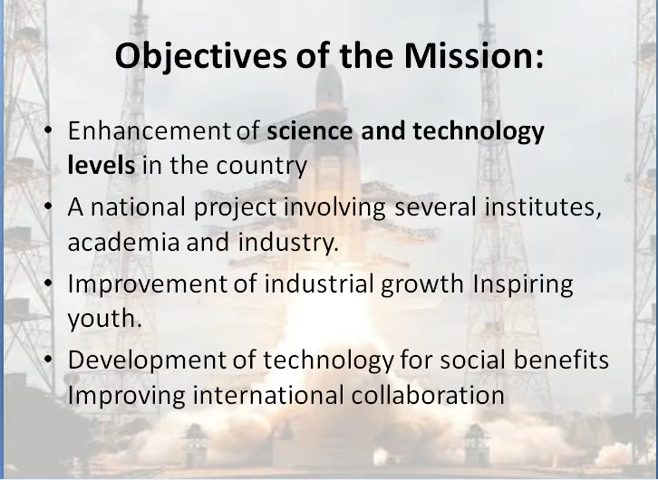 Objectives of the Mission:
• Enhancement of science and technology
levels in the country
• A national project involving several institutes,
academia and industry.
• Improvement of industrial growth Inspiring
youth.
• Development of technology for social benefits
Improving international collaboration